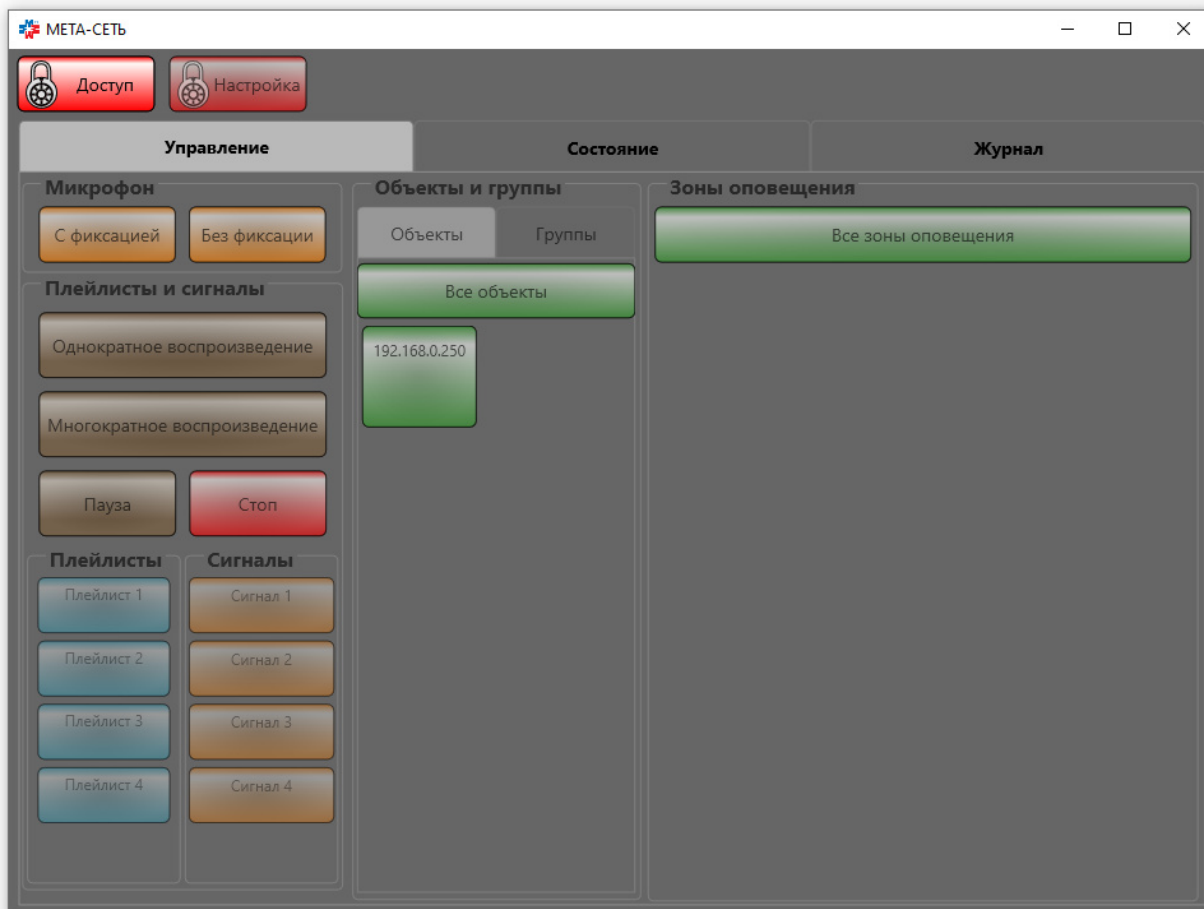 МЕТА-СЕТЬ
Доступ
Настройка
Управление
Состояние
Журнал
Микрофон
С фиксацией
Без фиксации
Плейлисты и сигналы
Однократное воспроизведение
Многократное воспроизведение
Пауза
Стоп
Плейлисты
Плейлист 1
Плейлист 2
Плейлист 3
Плейлист 4
Сигналы
Сигнал 1
Сигнал 2
Сигнал 3
Сигнал 4
Объекты и группы
Объекты
Группы
Все объекты
192.168.0.250
Зоны оповещения
Все зоны оповещения